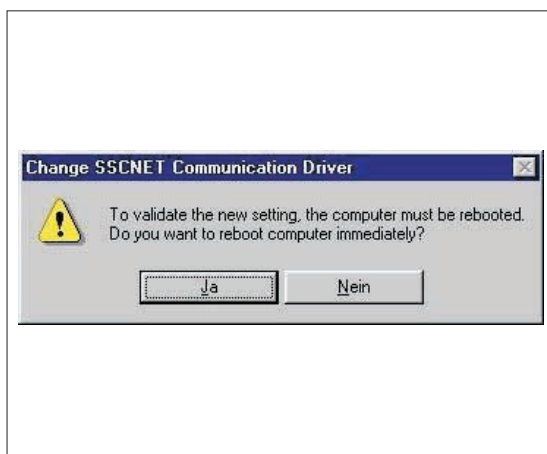 Change SSCNET Communication Driver
To validate the new setting, the computer must be rebooted.
Do you want to reboot computer immediately?
Ja
Nein